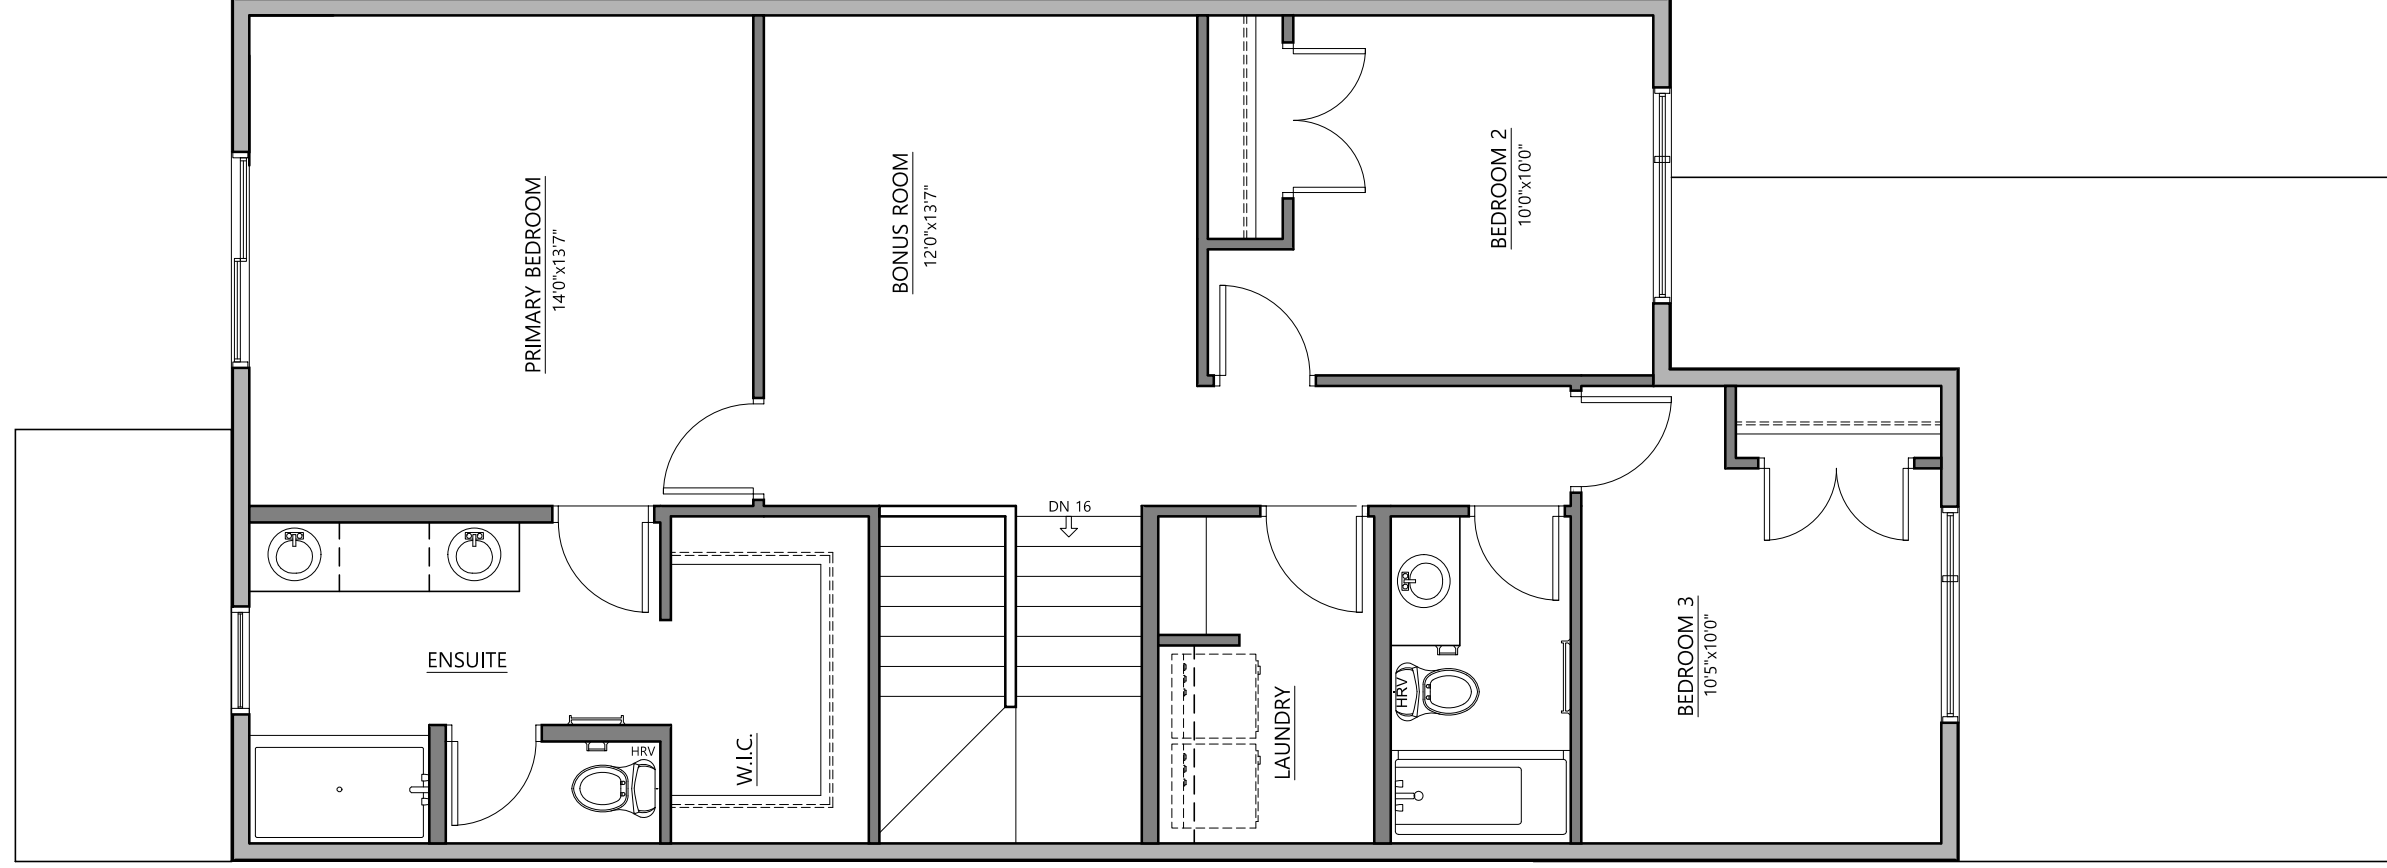 PRIMARY BEDROOM
14'0"x13'7"
BONUS ROOM
12'0"x13'7"
BEDROOM 2
10'0"x10'0"
DN 16
ENSUITE
HRV
W.I.C.
LAUNDRY
HRV
BEDROOM 3
10'5"x10'0"